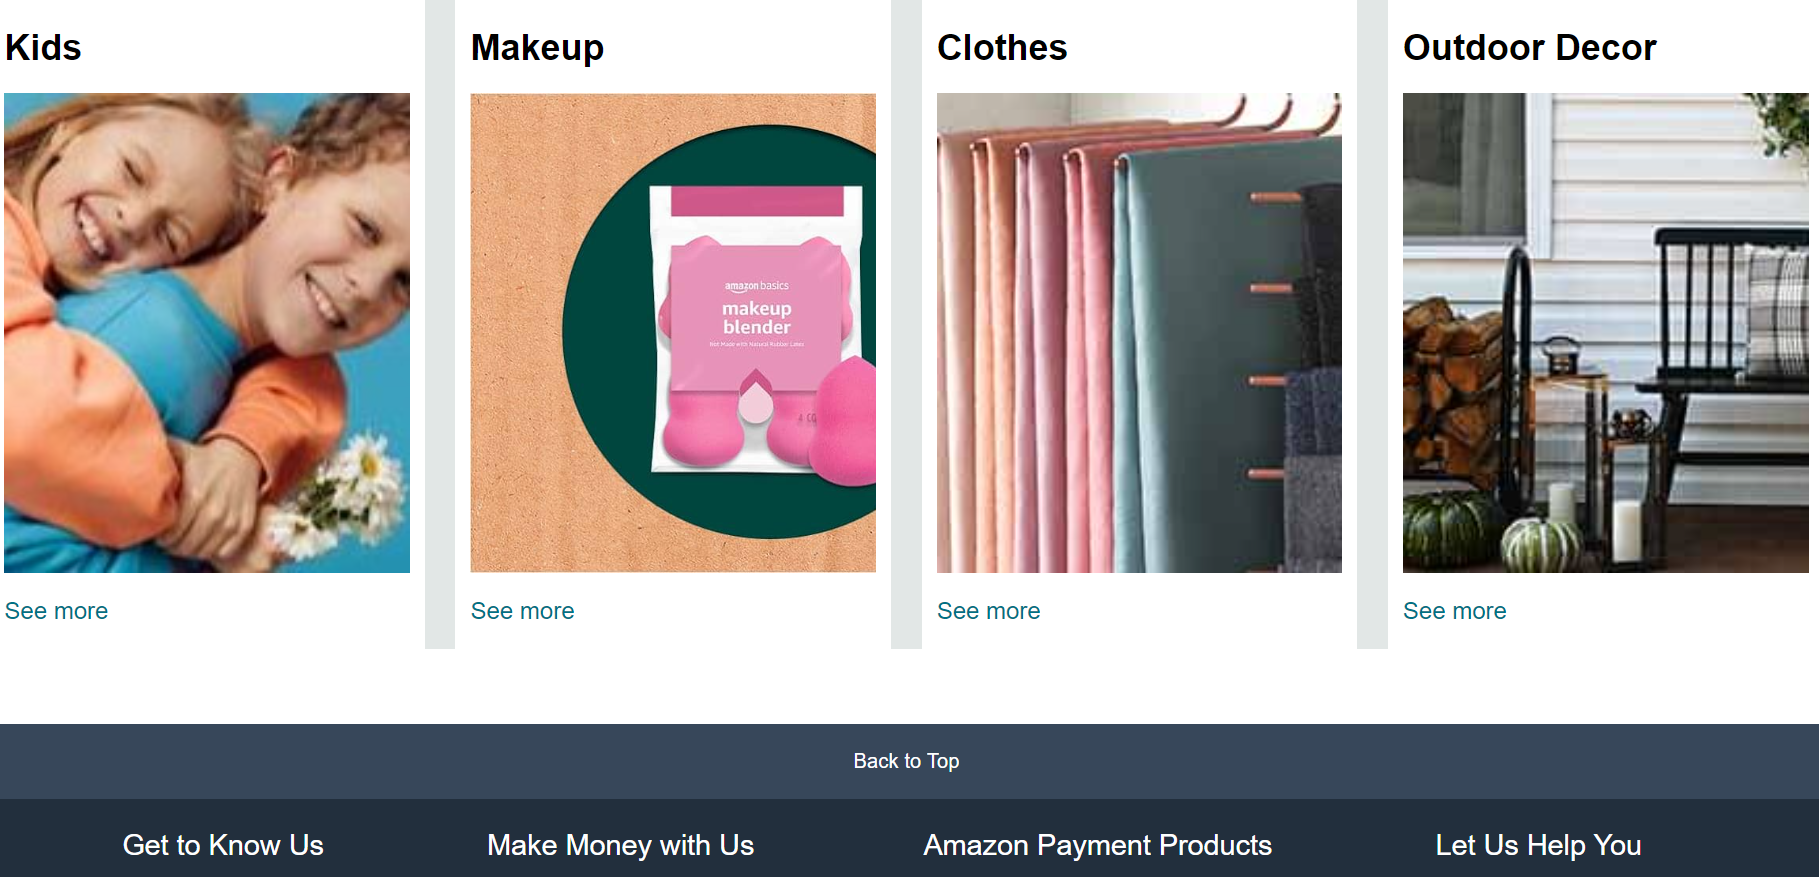 Kids
Makeup
Clothes
Outdoor Decor
amazon basics
makeup
blender
Not Made with Natural Rubber Latex
See more
See more
See more
See more
Back to Top
Get to Know Us
Make Money with Us
Amazon Payment Products
Let Us Help You